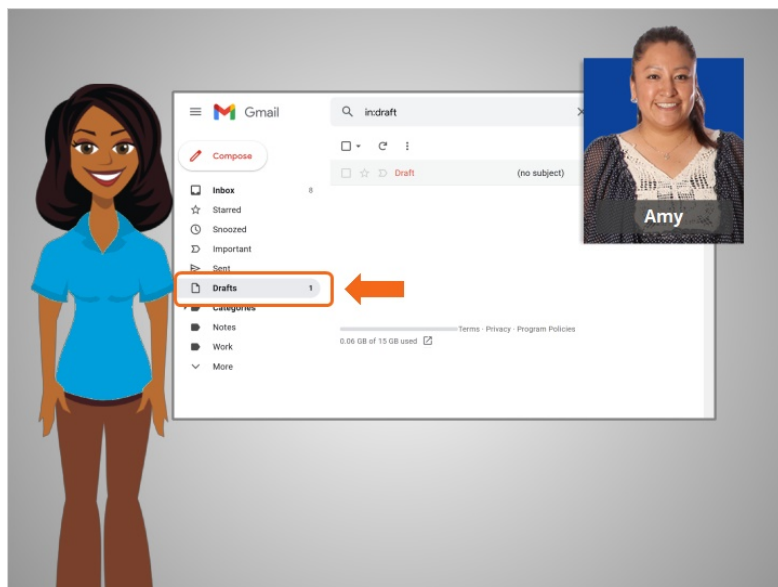 Gmail
in:draft
Compose
Draft (no subject)
Inbox 8
Starred
Snoozed
Important
Sent
Drafts 1
Categories
Notes
Work
More
Terms · Privacy · Program Policies
0.06 GB of 15 GB used
Amy